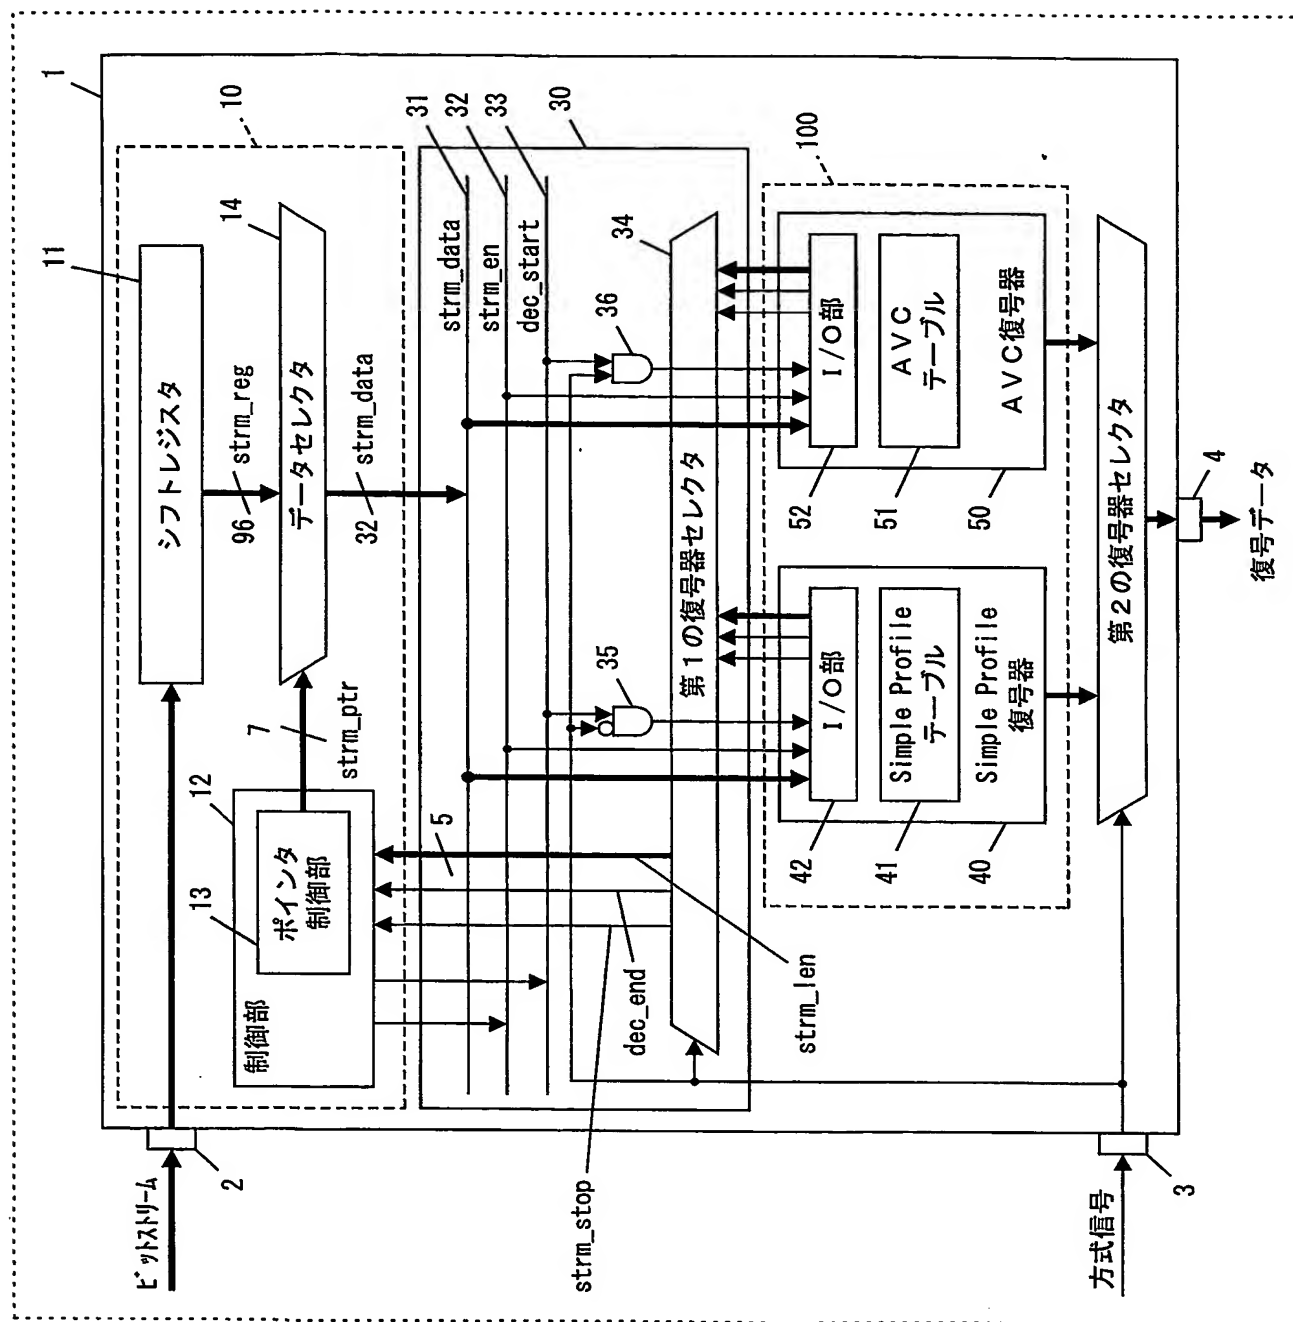 1
10
11
シフトレジスタ
96
strm_reg
14
データセレクタ
32
strm_data
12
13
ポインタ
制御部
制御部
7
strm_ptr
ビットストリーム
2
31
32
33
30
strm_data
strm_en
dec_start
5
35
36
34
第1の復号器セレクタ
strm_stop
dec_end
strm_len
100
42
I/O部
41
Simple Profile
テーブル
40
Simple Profile
復号器
52
I/O部
51
AVC
テーブル
50
AVC復号器
第2の復号器セレクタ
方式信号
3
4
復号データ